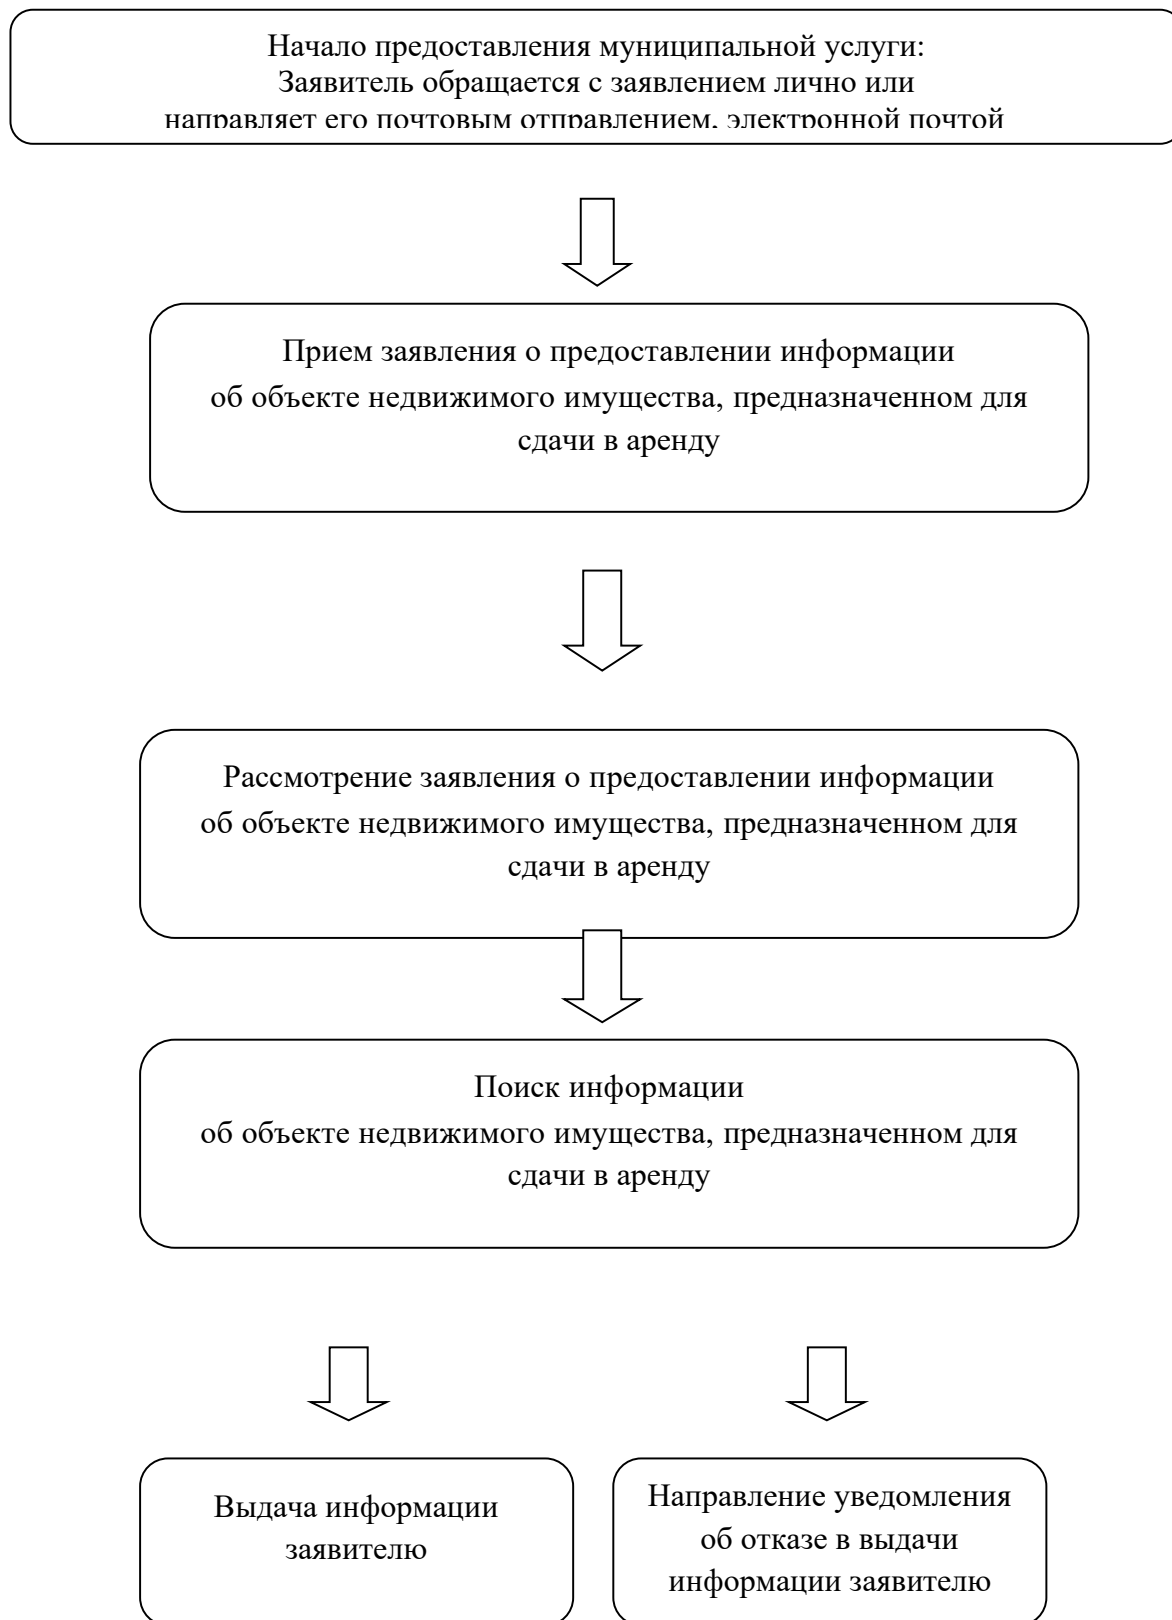 Начало предоставления муниципальной услуги:
Заявитель обращается с заявлением лично или
направляет его почтовым отправлением, электронной почтой
Прием заявления о предоставлении информации
об объекте недвижимого имущества, предназначенном для
сдачи в аренду
Рассмотрение заявления о предоставлении информации
об объекте недвижимого имущества, предназначенном для
сдачи в аренду
Поиск информации
об объекте недвижимого имущества, предназначенном для
сдачи в аренду
Выдача информации
заявителю
Направление уведомления
об отказе в выдачи
информации заявителю